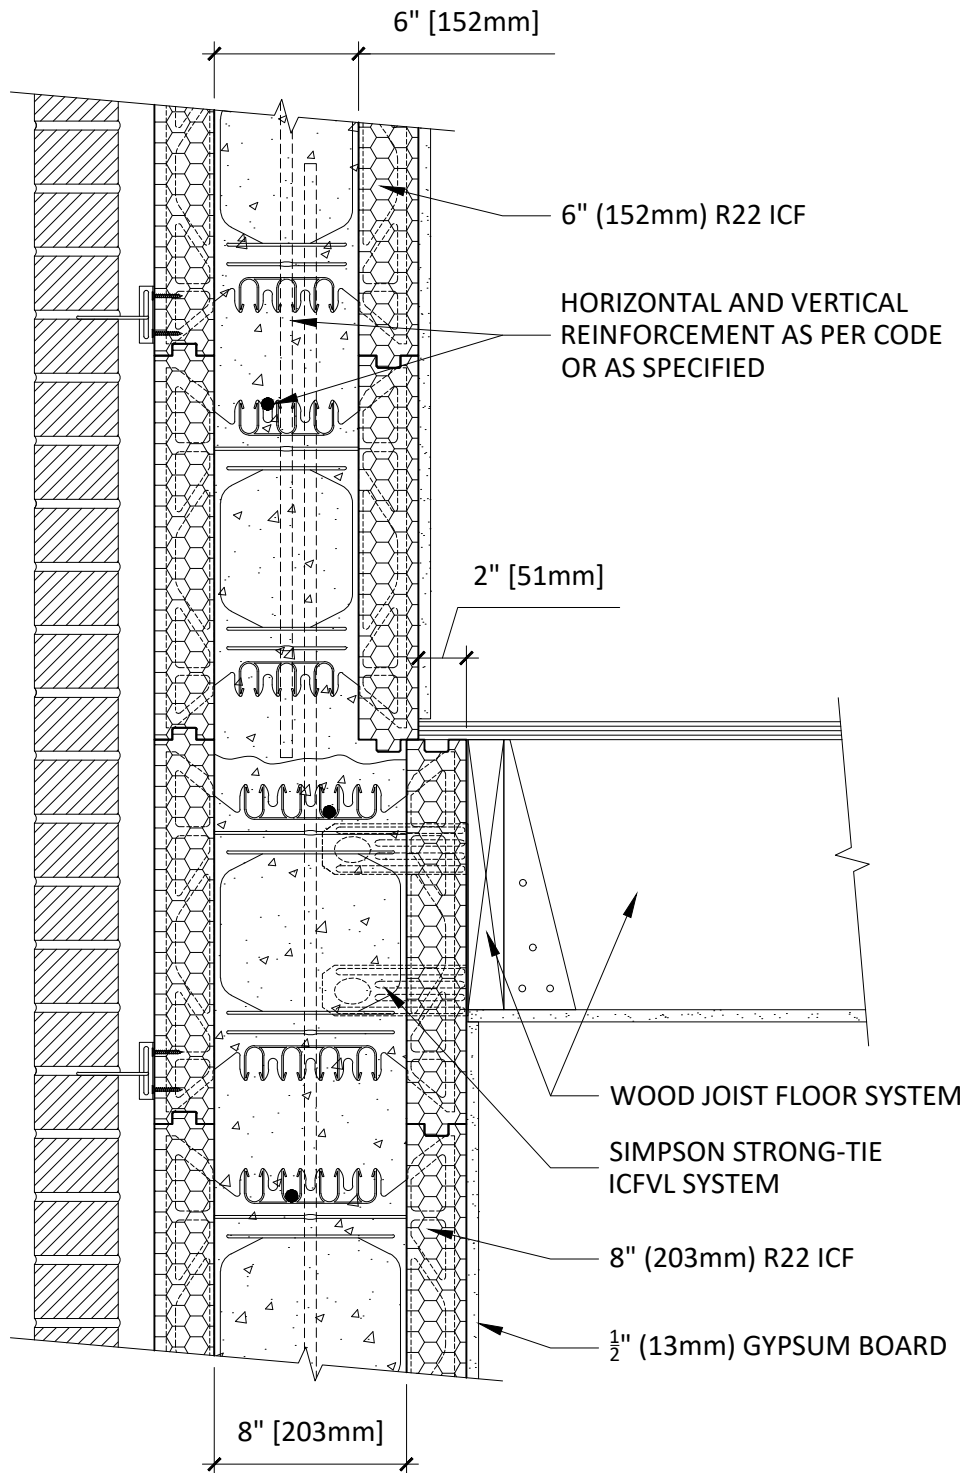 6" [152mm]
6" (152mm) R22 ICF
HORIZONTAL AND VERTICAL
REINFORCEMENT AS PER CODE
OR AS SPECIFIED
2" [51mm]
WOOD JOIST FLOOR SYSTEM
SIMPSON STRONG-TIE
ICFVL SYSTEM
8" (203mm) R22 ICF
½" (13mm) GYPSUM BOARD
8" [203mm]